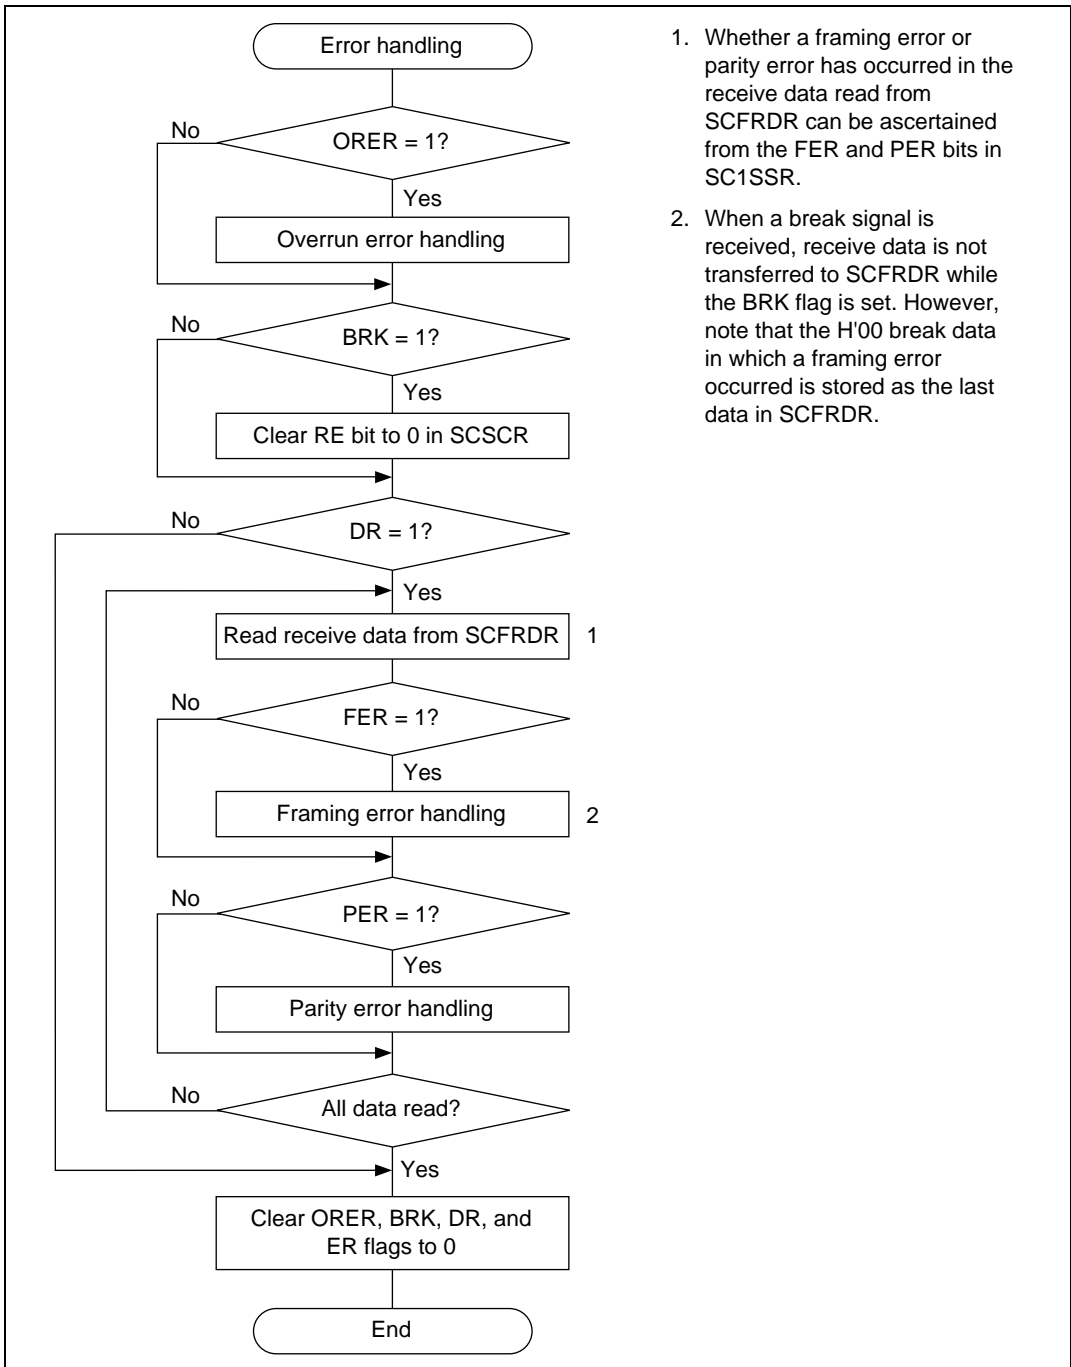 Error handling
No
ORER = 1?
Yes
Overrun error handling
No
BRK = 1?
Yes
Clear RE bit to 0 in SCSCR
No
DR = 1?
Yes
Read receive data from SCFRDR 1
No
FER = 1?
Yes
Framing error handling 2
No
PER = 1?
Yes
Parity error handling
No
All data read?
Yes
Clear ORER, BRK, DR, and
ER flags to 0
End
1. Whether a framing error or
parity error has occurred in the
receive data read from
SCFRDR can be ascertained
from the FER and PER bits in
SC1SSR.
2. When a break signal is
received, receive data is not
transferred to SCFRDR while
the BRK flag is set. However,
note that the H'00 break data
in which a framing error
occurred is stored as the last
data in SCFRDR.